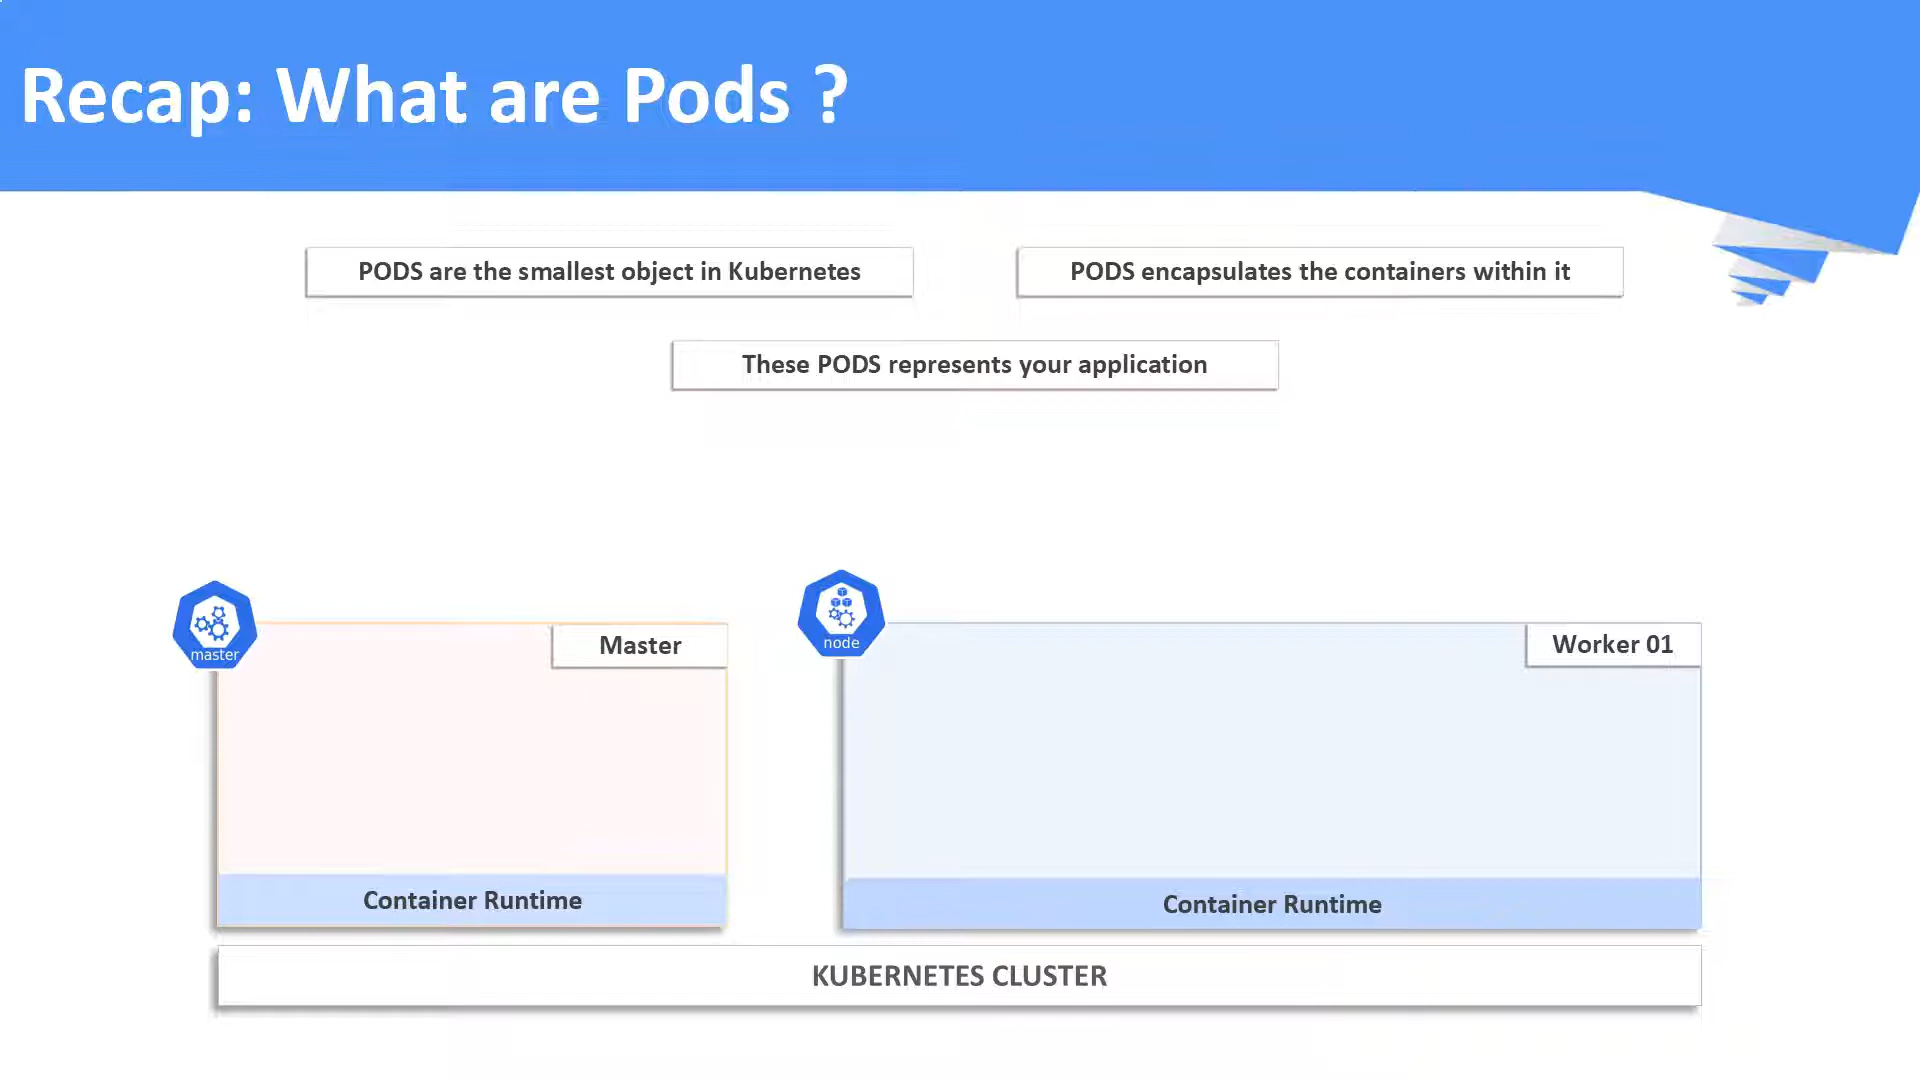 Recap: What are Pods ?
PODS are the smallest object in Kubernetes
PODS encapsulates the containers within it
These PODS represents your application
master
Master
node
Worker 01
Container Runtime
Container Runtime
KUBERNETES CLUSTER